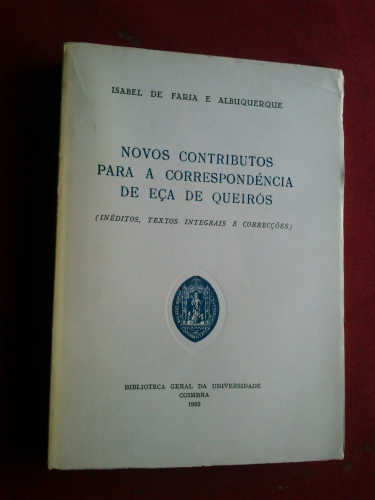 ISABEL DE FARIA E ALBUQUERQUE
NOVOS CONTRIBUTOS
PARA A CORRESPONDÊNCIA
DE EÇA DE QUEIRÓS
(INÉDITOS, TEXTOS INTEGRAIS E CORRECÇÕES)
BIBLIOTECA GERAL DA UNIVERSIDADE
COIMBRA
1992